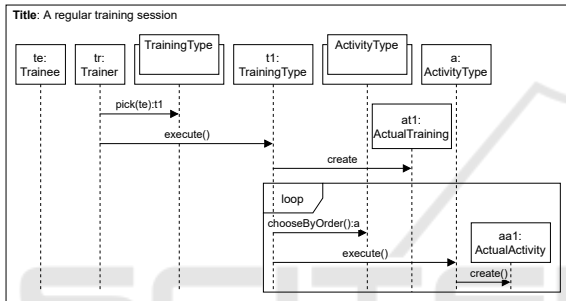 Title: A regular training session
te:
Trainee
tr:
Trainer
TrainingType
t1:
TrainingType
ActivityType
a:
ActivityType
pick(te):t1
execute()
at1:
ActualTraining
create
loop
chooseByOrder():a
execute()
aa1:
ActualActivity
create()